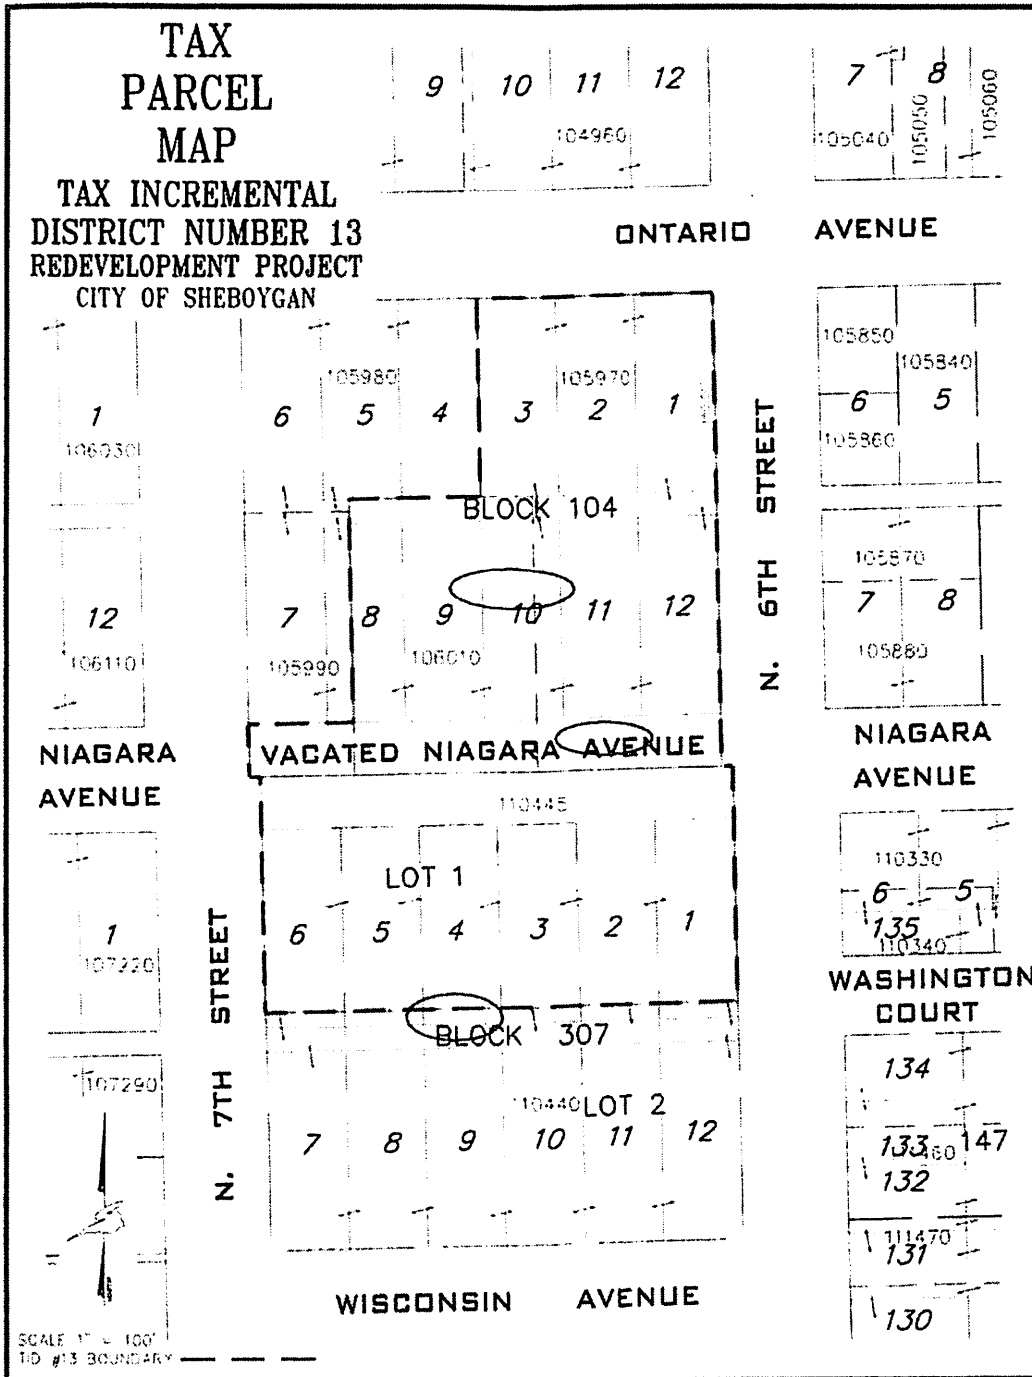 TAX
PARCEL
MAP
TAX INCREMENTAL
DISTRICT NUMBER 13
REDEVELOPMENT PROJECT
CITY OF SHEBOYGAN
9 10 11 12
104960
7 8
105040
105050
105060
ONTARIO AVENUE
1
106030
6 5 4 3 2 1
105980
105970
105850
105840
6 5
105860
BLOCK 104
N. 6TH STREET
12
106110
7 8 9 10 11 12
105990
106010
105870
7 8
105880
NIAGARA
AVENUE
VACATED NIAGARA AVENUE
NIAGARA
AVENUE
110445
LOT 1
6 5 4 3 2 1
1
107220
N. 7TH STREET
110330
6 5
135
110340
WASHINGTON
COURT
BLOCK 307
107290
110440
LOT 2
7 8 9 10 11 12
134
133
147
132
111470
131
130
WISCONSIN AVENUE
SCALE 1" = 100'
TID #13 BOUNDARY